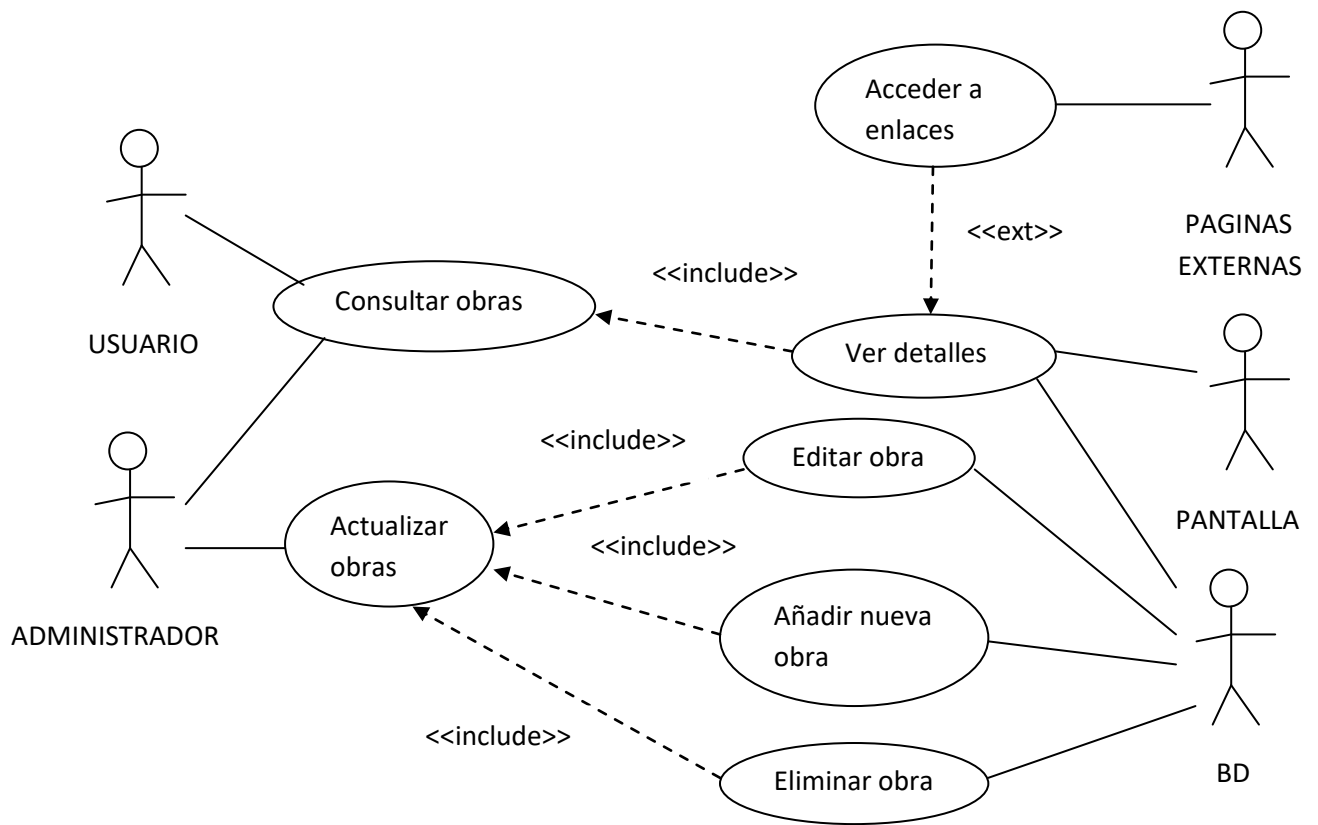 Acceder a
enlaces
PAGINAS
EXTERNAS
<<ext>>
<<include>>
Consultar obras
USUARIO
Ver detalles
<<include>>
Editar obra
PANTALLA
Actualizar
obras
<<include>>
ADMINISTRADOR
Añadir nueva
obra
<<include>>
Eliminar obra
BD